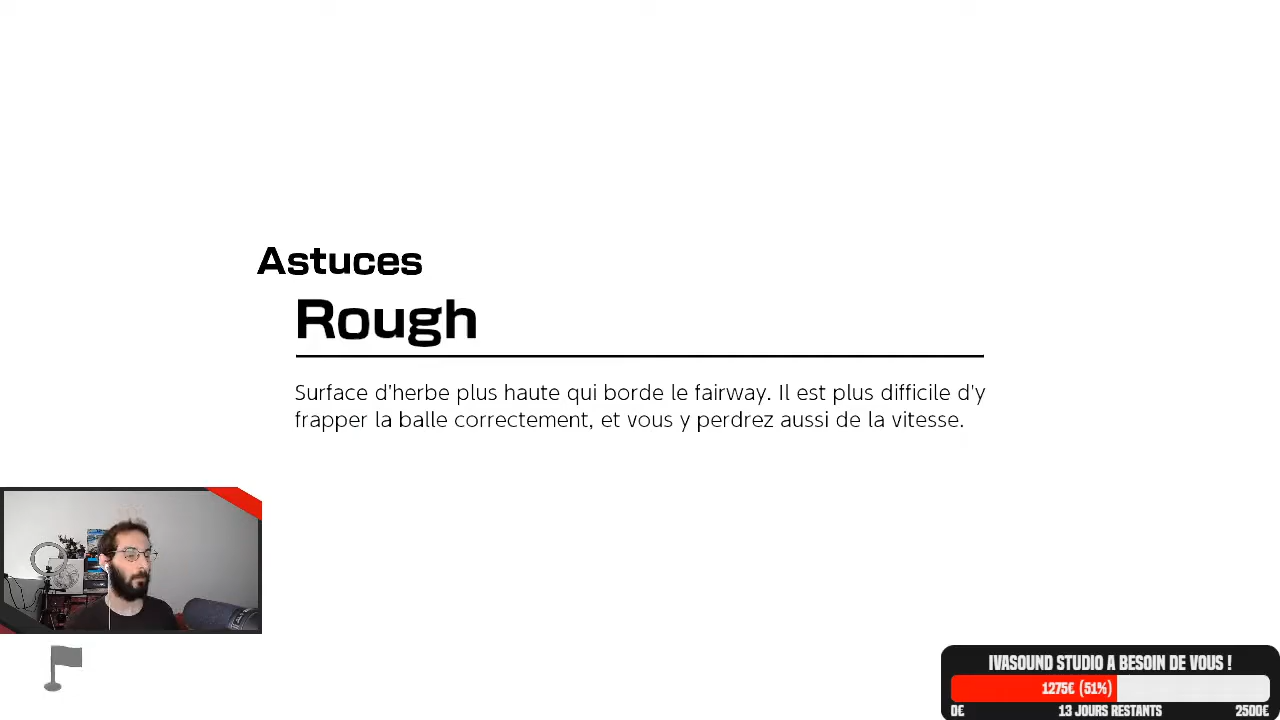 Astuces
Rough
Surface d'herbe plus haute qui borde le fairway. Il est plus difficile d'y
frapper la balle correctement, et vous y perdrez aussi de la vitesse.
IVASOUND STUDIO A BESOIN DE VOUS !
1275€ (51%)
0€ 13 JOURS RESTANTS 2500€